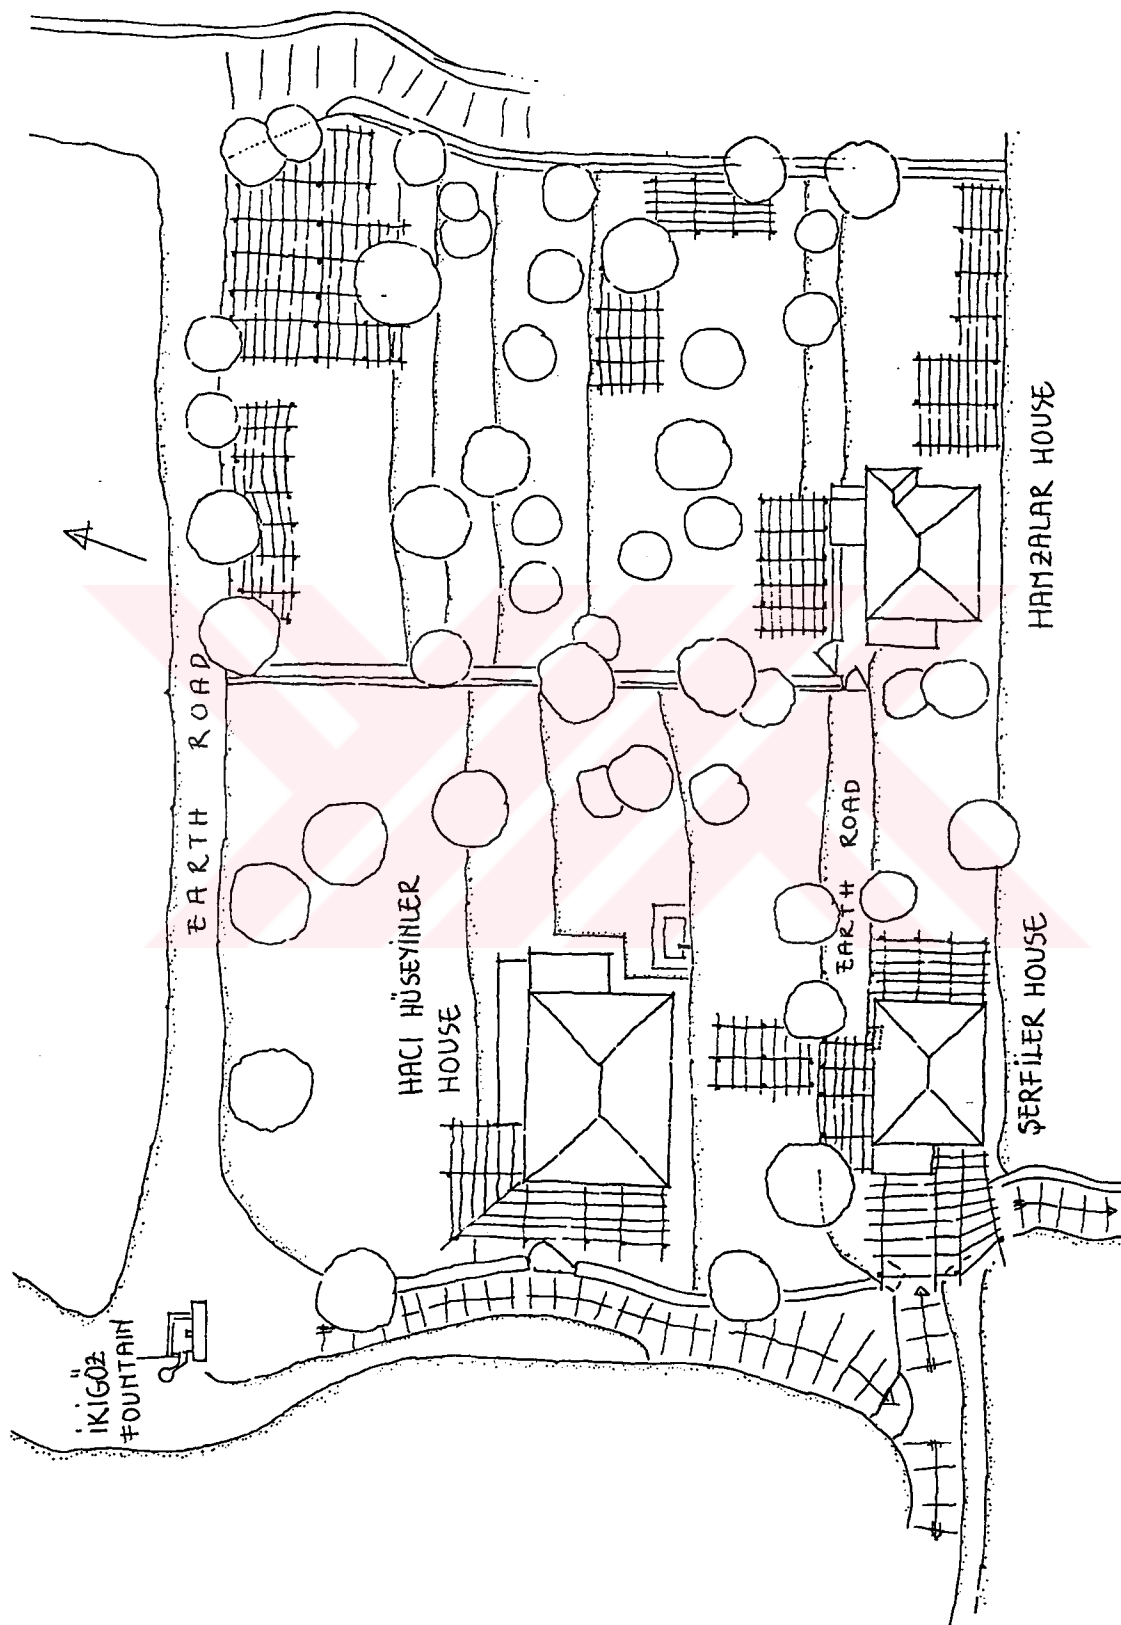 EARTH ROAD
HACI HÜSEYİNLER
HOUSE
İKİGÖZ
FOUNTAIN
EARTH ROAD
HAMZALAR HOUSE
ŞERFİLER HOUSE